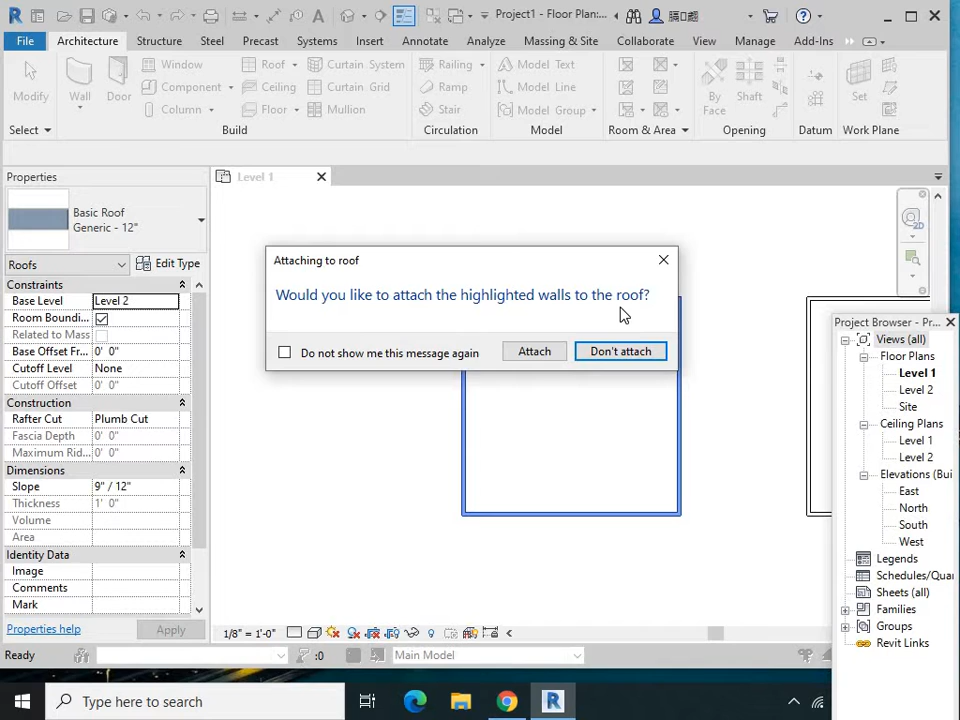 Project1 - Floor Plan:...
File
Architecture
Structure
Steel
Precast
Systems
Insert
Annotate
Analyze
Massing & Site
Collaborate
View
Manage
Add-Ins
Modify
Wall
Door
Window
Component
Column
Roof
Ceiling
Floor
Curtain System
Curtain Grid
Mullion
Railing
Ramp
Stair
Model Text
Model Line
Model Group
By
Face
Shaft
Set
Select
Build
Circulation
Model
Room & Area
Opening
Datum
Work Plane
Properties
Level 1
Basic Roof
Generic - 12"
Roofs
Edit Type
Constraints
Base Level Level 2
Room Boundi...
Related to Mass
Base Offset Fr... 0' 0"
Cutoff Level None
Cutoff Offset 0' 0"
Construction
Rafter Cut Plumb Cut
Fascia Depth 0' 0"
Maximum Rid... 0' 0"
Dimensions
Slope 9" / 12"
Thickness 1' 0"
Volume
Area
Identity Data
Image
Comments
Mark
Properties help
Apply
2D
Attaching to roof
Would you like to attach the highlighted walls to the roof?
Do not show me this message again
Attach
Don't attach
Project Browser - Pr...
Views (all)
Floor Plans
Level 1
Level 2
Site
Ceiling Plans
Level 1
Level 2
Elevations (Bui
East
North
South
West
Legends
Schedules/Quan
Sheets (all)
Families
Groups
Revit Links
1/8" = 1'-0"
Ready
:0
Main Model
Type here to search